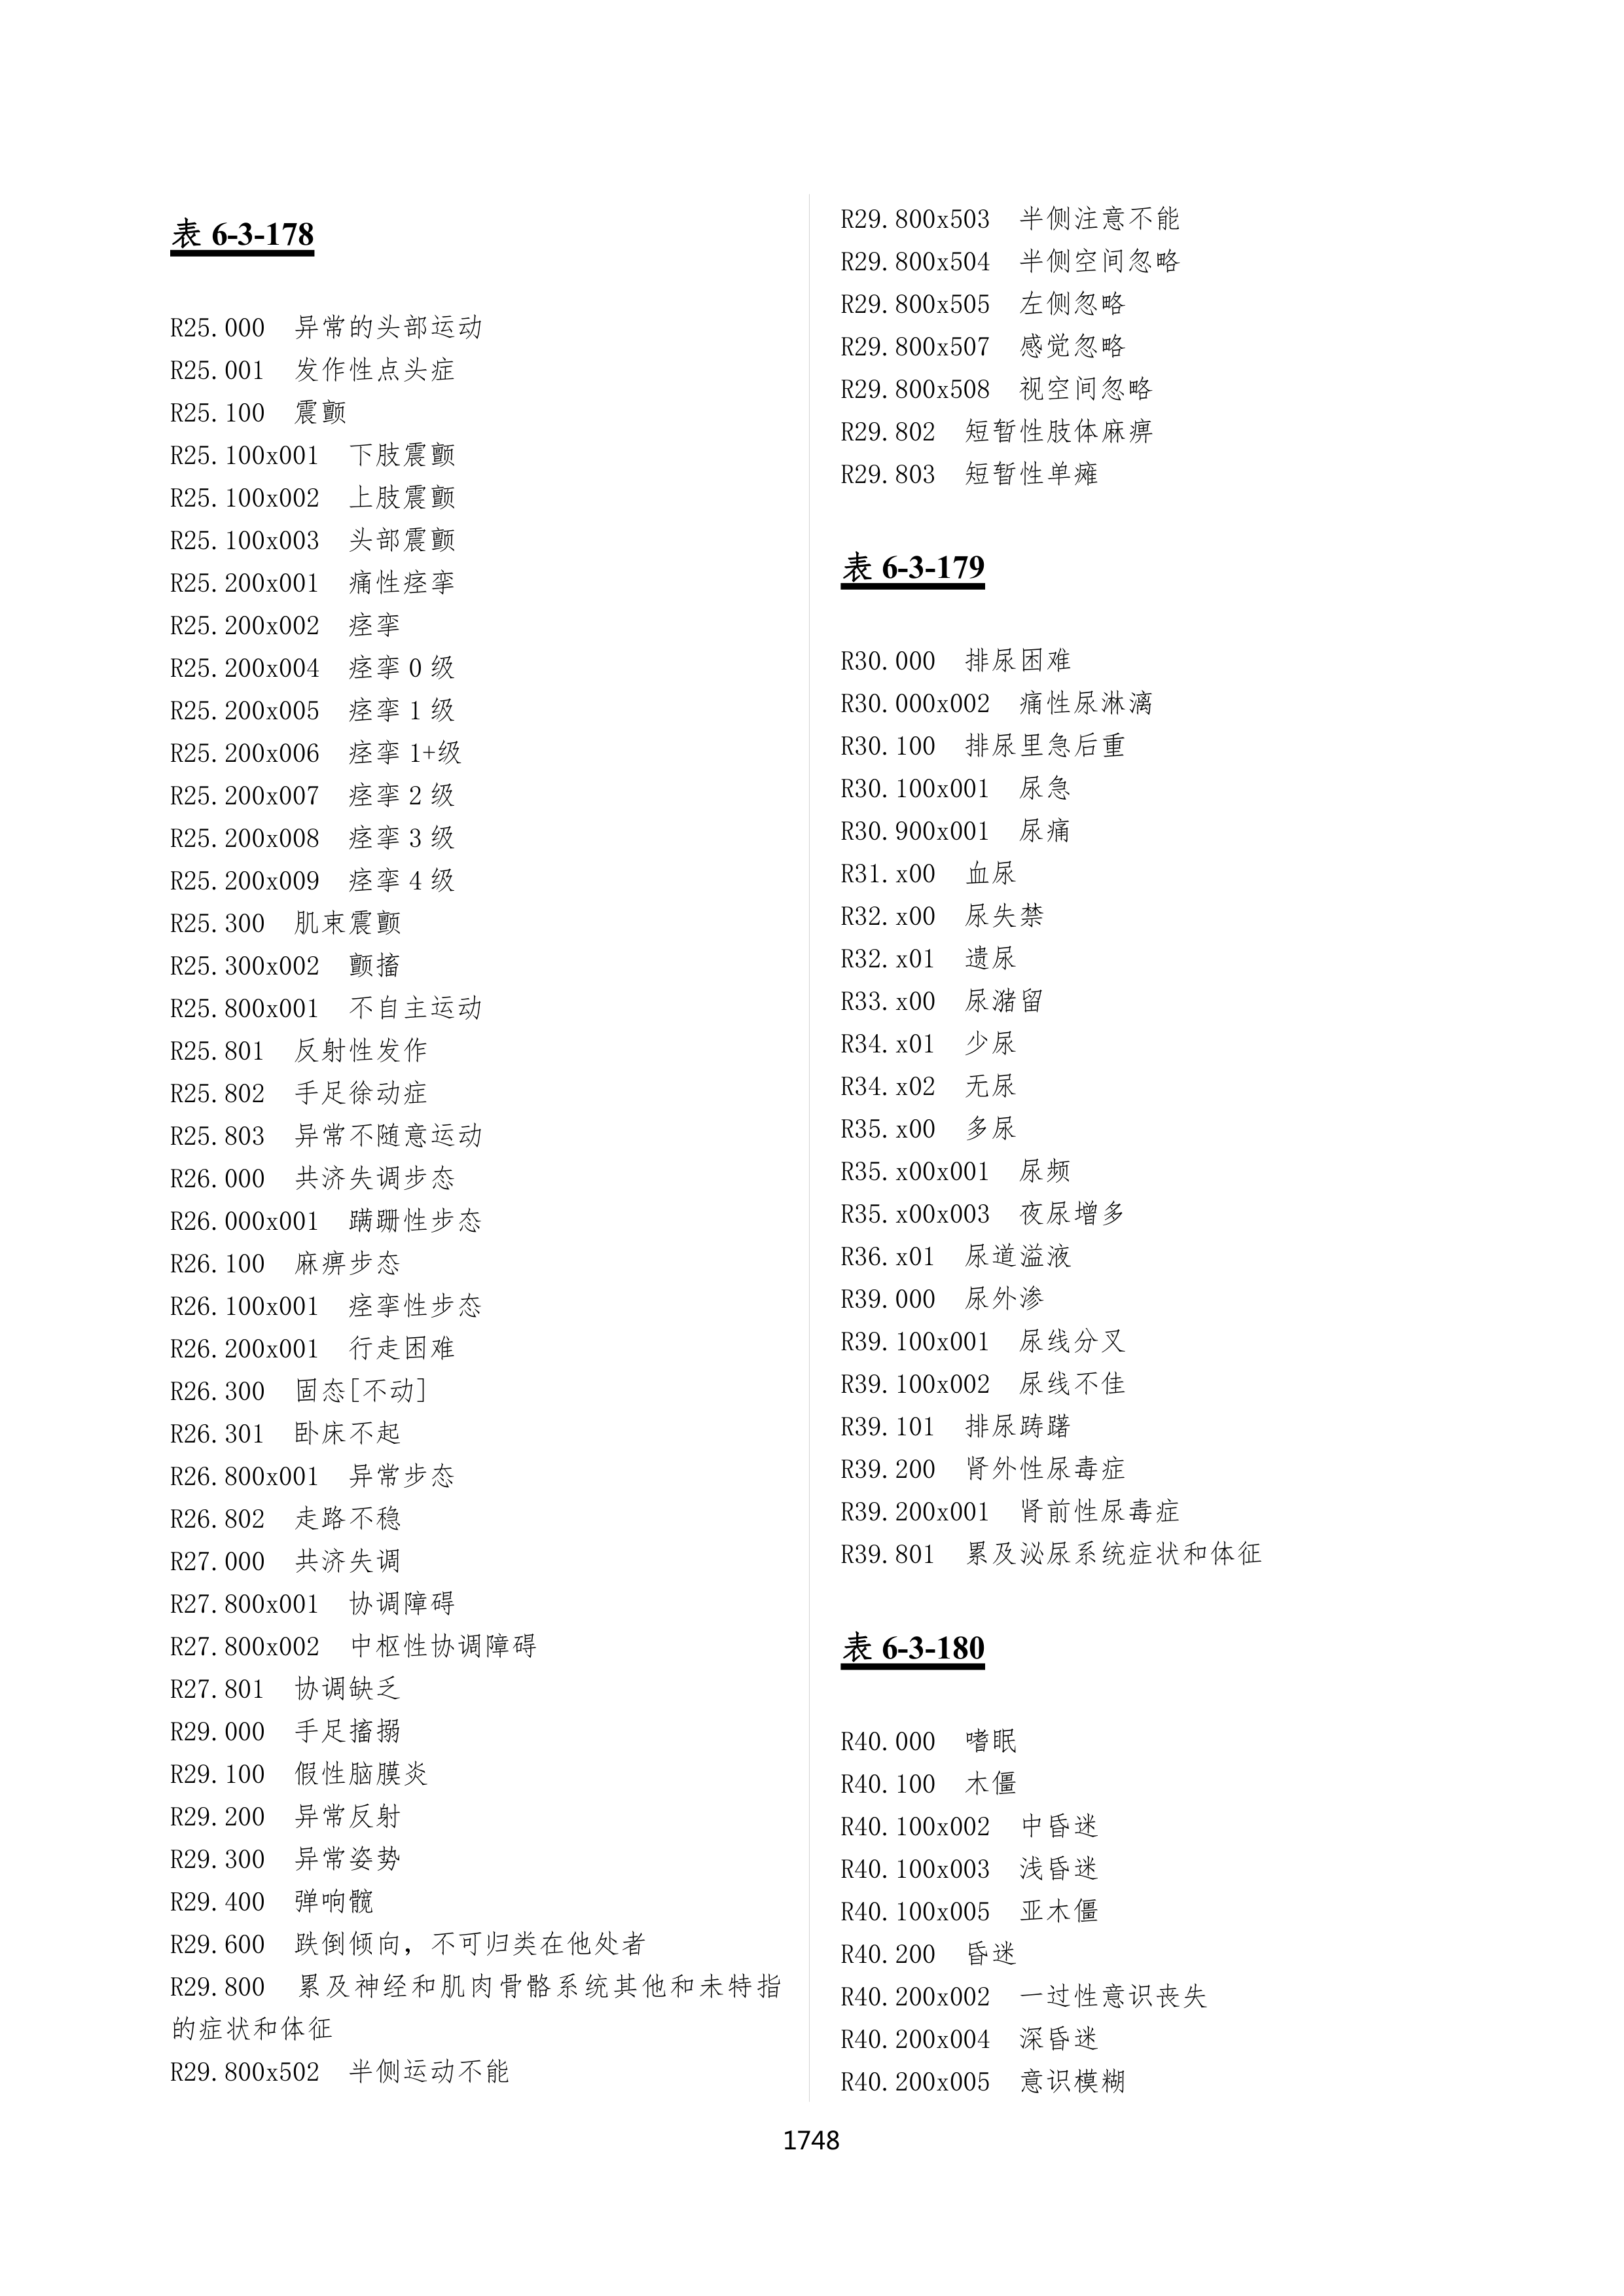 表 6-3-178
R25.000 异常的头部运动
R25.001 发作性点头症
R25.100 震颤
R25.100x001 下肢震颤
R25.100x002 上肢震颤
R25.100x003 头部震颤
R25.200x001 痛性痉挛
R25.200x002 痉挛
R25.200x004 痉挛 0 级
R25.200x005 痉挛 1 级
R25.200x006 痉挛 1+级
R25.200x007 痉挛 2 级
R25.200x008 痉挛 3 级
R25.200x009 痉挛 4 级
R25.300 肌束震颤
R25.300x002 颤搐
R25.800x001 不自主运动
R25.801 反射性发作
R25.802 手足徐动症
R25.803 异常不随意运动
R26.000 共济失调步态
R26.000x001 蹒跚性步态
R26.100 麻痹步态
R26.100x001 痉挛性步态
R26.200x001 行走困难
R26.300 固态[不动]
R26.301 卧床不起
R26.800x001 异常步态
R26.802 走路不稳
R27.000 共济失调
R27.800x001 协调障碍
R27.800x002 中枢性协调障碍
R27.801 协调缺乏
R29.000 手足搐搦
R29.100 假性脑膜炎
R29.200 异常反射
R29.300 异常姿势
R29.400 弹响髋
R29.600 跌倒倾向，不可归类在他处者
R29.800 累及神经和肌肉骨骼系统其他和未特指
的症状和体征
R29.800x502 半侧运动不能
R29.800x503 半侧注意不能
R29.800x504 半侧空间忽略
R29.800x505 左侧忽略
R29.800x507 感觉忽略
R29.800x508 视空间忽略
R29.802 短暂性肢体麻痹
R29.803 短暂性单瘫
表 6-3-179
R30.000 排尿困难
R30.000x002 痛性尿淋漓
R30.100 排尿里急后重
R30.100x001 尿急
R30.900x001 尿痛
R31.x00 血尿
R32.x00 尿失禁
R32.x01 遗尿
R33.x00 尿潴留
R34.x01 少尿
R34.x02 无尿
R35.x00 多尿
R35.x00x001 尿频
R35.x00x003 夜尿增多
R36.x01 尿道溢液
R39.000 尿外渗
R39.100x001 尿线分叉
R39.100x002 尿线不佳
R39.101 排尿踌躇
R39.200 肾外性尿毒症
R39.200x001 肾前性尿毒症
R39.801 累及泌尿系统症状和体征
表 6-3-180
R40.000 嗜眠
R40.100 木僵
R40.100x002 中昏迷
R40.100x003 浅昏迷
R40.100x005 亚木僵
R40.200 昏迷
R40.200x002 一过性意识丧失
R40.200x004 深昏迷
R40.200x005 意识模糊
1748